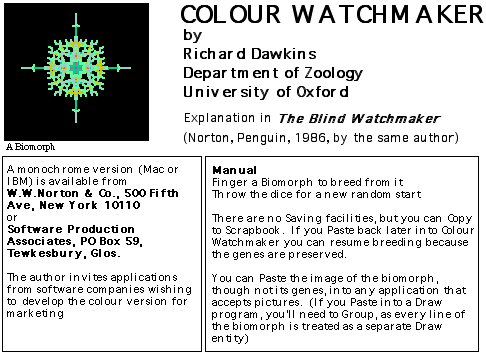 COLOUR WATCHMAKER
by
Richard Dawkins
Department of Zoology
University of Oxford
Explanation in The Blind Watchmaker
(Norton, Penguin, 1986, by the same author)
A Biomorph
A monochrome version (Mac or
IBM) is available from
W.W.Norton & Co., 500 Fifth
Ave, New York 10110
or
Software Production
Associates, PO Box 59,
Tewkesbury, Glos.
The author invites applications
from software companies wishing
to develop the colour version for
marketing
Manual
Finger a Biomorph to breed from it
Throw the dice for a new random start
There are no Saving facilities, but you can Copy
to Scrapbook. If you Paste back later into Colour
Watchmaker you can resume breeding because
the genes are preserved.
You can Paste the image of the biomorph,
though not its genes, into any application that
accepts pictures. (If you Paste into a Draw
program, you'll need to Group, as every line of
the biomorph is treated as a separate Draw
entity)